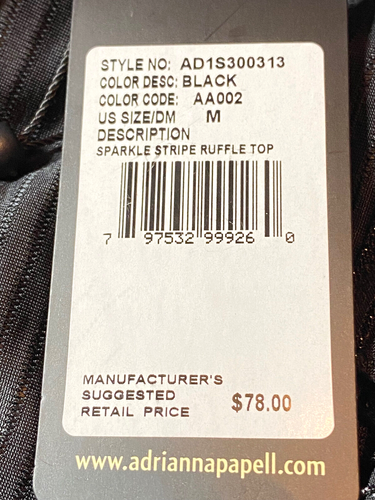 STYLE NO: AD1S300313
COLOR DESC: BLACK
COLOR CODE: AA002
US SIZE/DM M
DESCRIPTION
SPARKLE STRIPE RUFFLE TOP
7 97532 99926 0
MANUFACTURER'S
SUGGESTED
RETAIL PRICE $78.00
www.adriannapapell.com